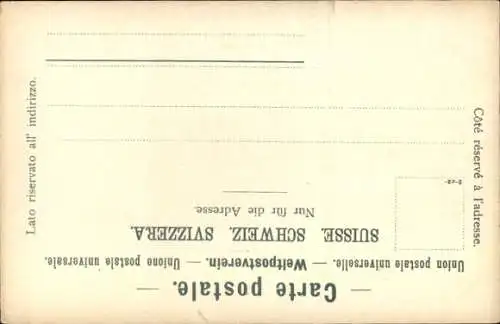 — Carte postale. —
Union postale universelle. — Weltpostverein. — Unione postale universale.
SUISSE. SCHWEIZ. SVIZZERA.
Nur für die Adresse.
Côté réservé à l'adresse.
Lato riservato all' indirizzo.